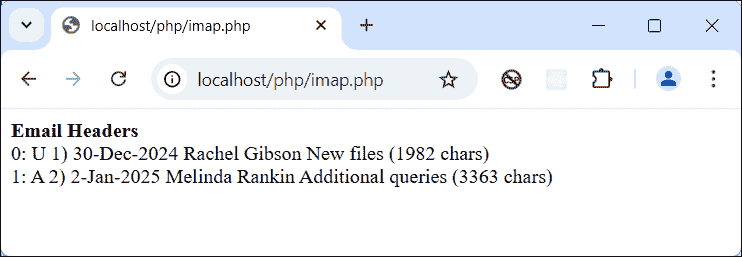 localhost/php/imap.php
localhost/php/imap.php
Email Headers
0: U 1) 30-Dec-2024 Rachel Gibson New files (1982 chars)
1: A 2) 2-Jan-2025 Melinda Rankin Additional queries (3363 chars)